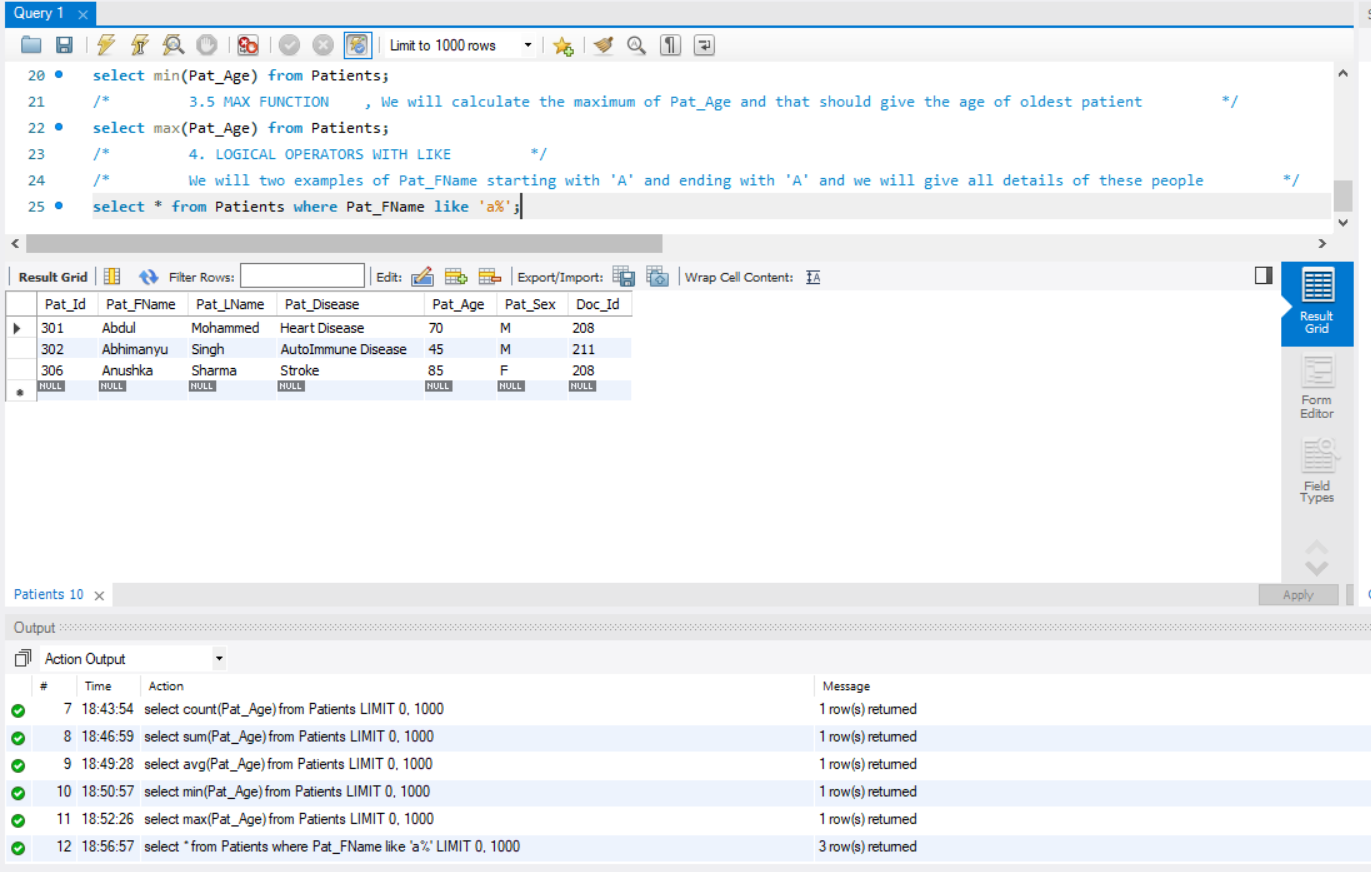 Query 1
Limit to 1000 rows
20 select min(Pat_Age) from Patients;
21 /* 3.5 MAX FUNCTION , We will calculate the maximum of Pat_Age and that should give the age of oldest patient */
22 select max(Pat_Age) from Patients;
23 /* 4. LOGICAL OPERATORS WITH LIKE */
24 /* We will two examples of Pat_FName starting with 'A' and ending with 'A' and we will give all details of these people */
25 select * from Patients where Pat_FName like 'a%';
Result Grid Filter Rows: Edit: Export/Import: Wrap Cell Content: IA
Pat_Id Pat_FName Pat_LName Pat_Disease Pat_Age Pat_Sex Doc_Id
301 Abdul Mohammed Heart Disease 70 M 208
302 Abhimanyu Singh AutoImmune Disease 45 M 211
306 Anushka Sharma Stroke 85 F 208
NULL NULL NULL NULL NULL NULL NULL
Result
Grid
Form
Editor
Field
Types
Patients 10 Apply
Output
Action Output
# Time Action Message
7 18:43:54 select count(Pat_Age) from Patients LIMIT 0, 1000 1 row(s) returned
8 18:46:59 select sum(Pat_Age) from Patients LIMIT 0, 1000 1 row(s) returned
9 18:49:28 select avg(Pat_Age) from Patients LIMIT 0, 1000 1 row(s) returned
10 18:50:57 select min(Pat_Age) from Patients LIMIT 0, 1000 1 row(s) returned
11 18:52:26 select max(Pat_Age) from Patients LIMIT 0, 1000 1 row(s) returned
12 18:56:57 select * from Patients where Pat_FName like 'a%' LIMIT 0, 1000 3 row(s) returned